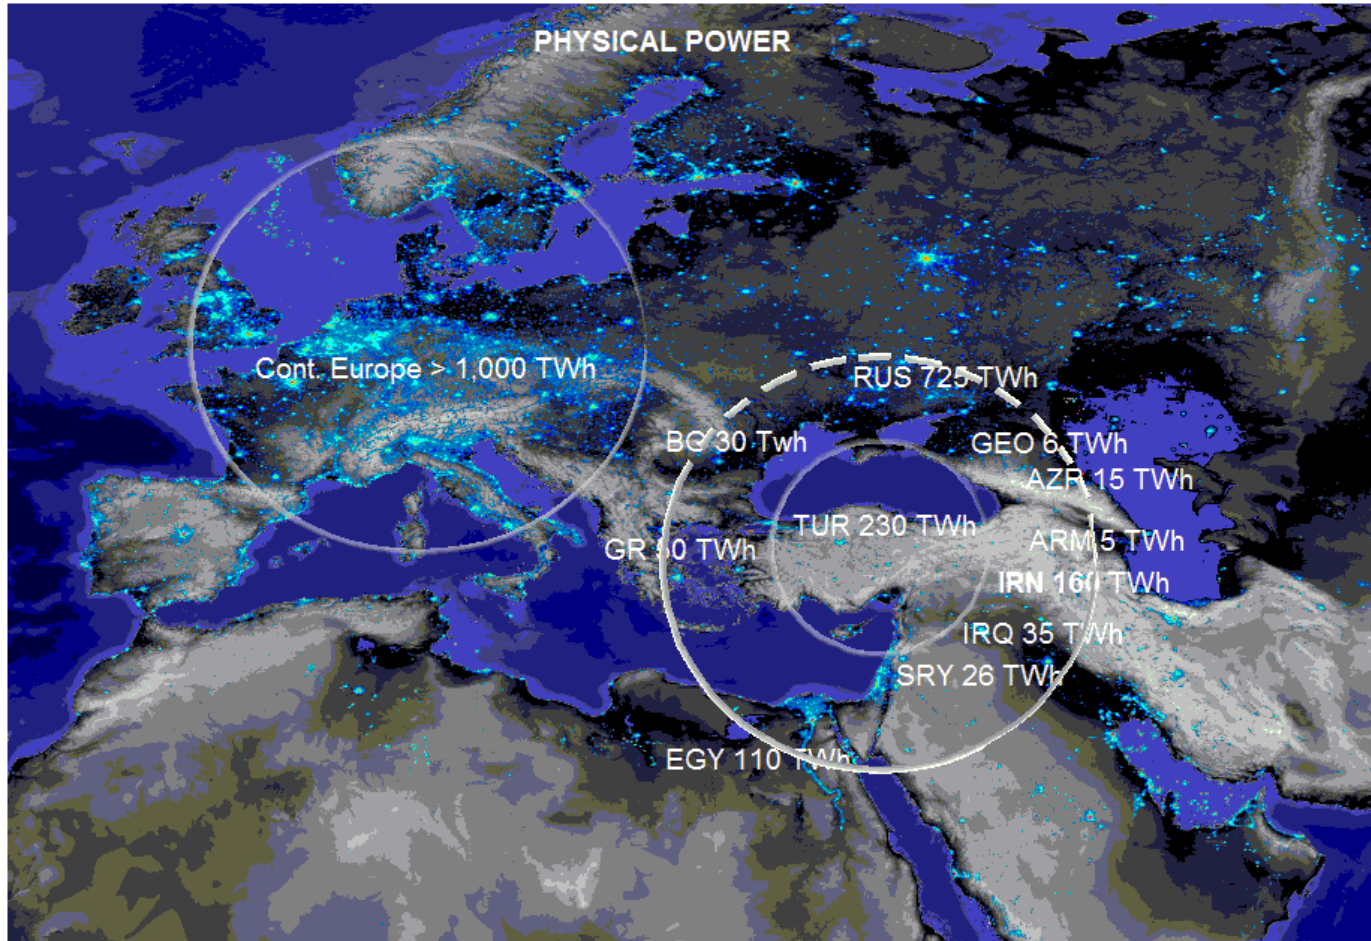 PHYSICAL POWER
Cont. Europe > 1,000 TWh
RUS 725 TWh
BG 30 Twh
GEO 6 TWh
AZR 15 TWh
TUR 230 TWh
GR 50 TWh
ARM 5 TWh
IRN 160 TWh
IRQ 35 TWh
SRY 26 TWh
EGY 110 TWh